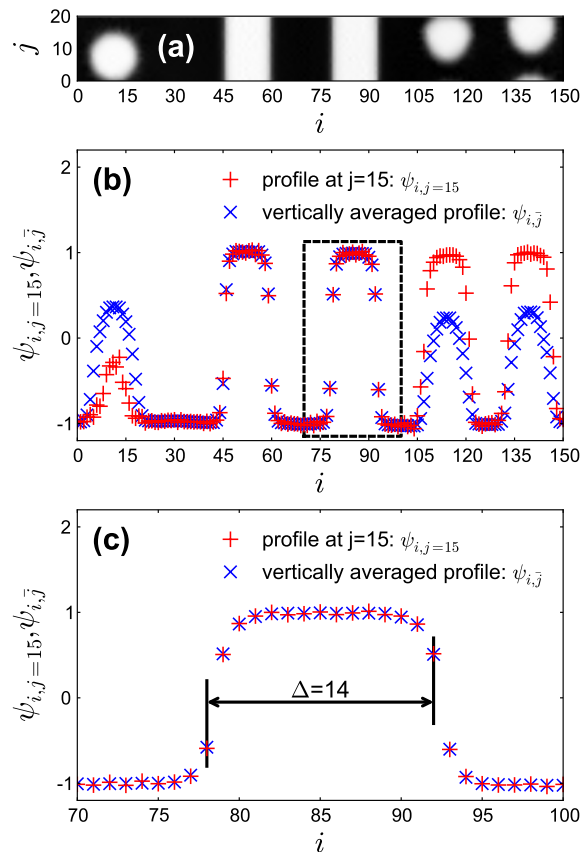 20
10
0
j
(a)
0 15 30 45 60 75 90 105 120 135 150
i
2
1
0
-1
ψi,j=15,ψi,j̄
(b)
profile at j=15: ψi,j=15
vertically averaged profile: ψi,j̄
0 15 30 45 60 75 90 105 120 135 150
i
2
1
0
-1
ψi,j=15,ψi,j̄
(c)
profile at j=15: ψi,j=15
vertically averaged profile: ψi,j̄
Δ=14
70 75 80 85 90 95 100
i